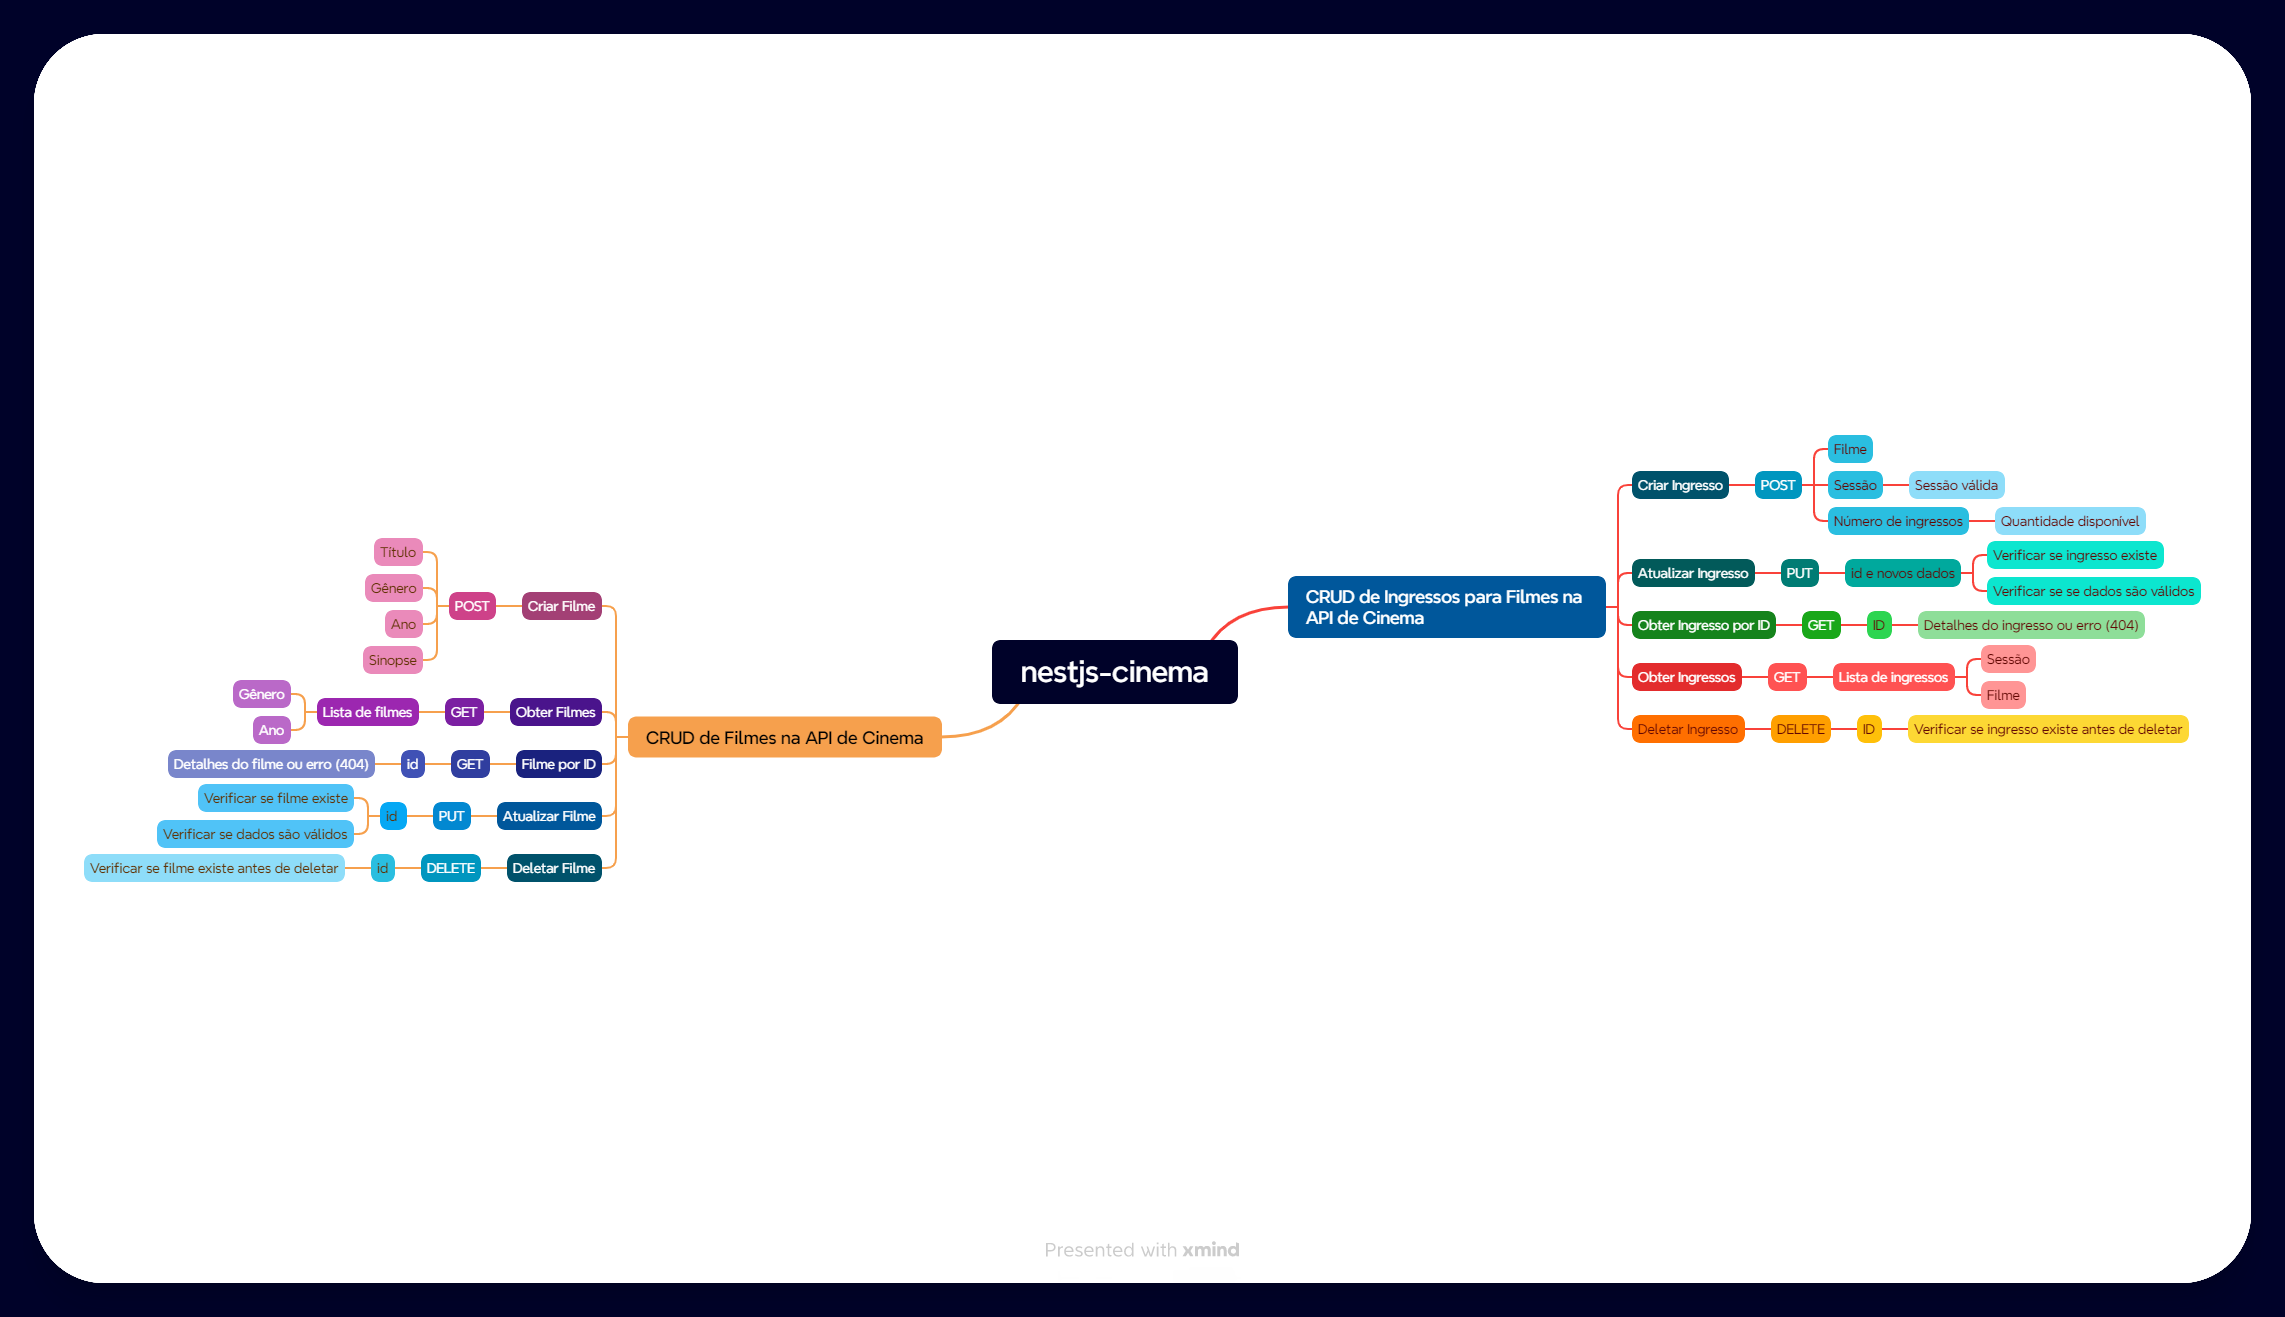 nestjs-cinema
CRUD de Ingressos para Filmes na
API de Cinema
Criar Ingresso
POST
Filme
Sessão
Sessão válida
Número de ingressos
Quantidade disponível
Atualizar Ingresso
PUT
id e novos dados
Verificar se ingresso existe
Verificar se se dados são válidos
Obter Ingresso por ID
GET
ID
Detalhes do ingresso ou erro (404)
Obter Ingressos
GET
Lista de ingressos
Sessão
Filme
Deletar Ingresso
DELETE
ID
Verificar se ingresso existe antes de deletar
CRUD de Filmes na API de Cinema
Criar Filme
POST
Título
Gênero
Ano
Sinopse
Obter Filmes
GET
Lista de filmes
Gênero
Ano
Filme por ID
GET
id
Detalhes do filme ou erro (404)
Atualizar Filme
PUT
id
Verificar se filme existe
Verificar se dados são válidos
Deletar Filme
DELETE
id
Verificar se filme existe antes de deletar
Presented with xmind